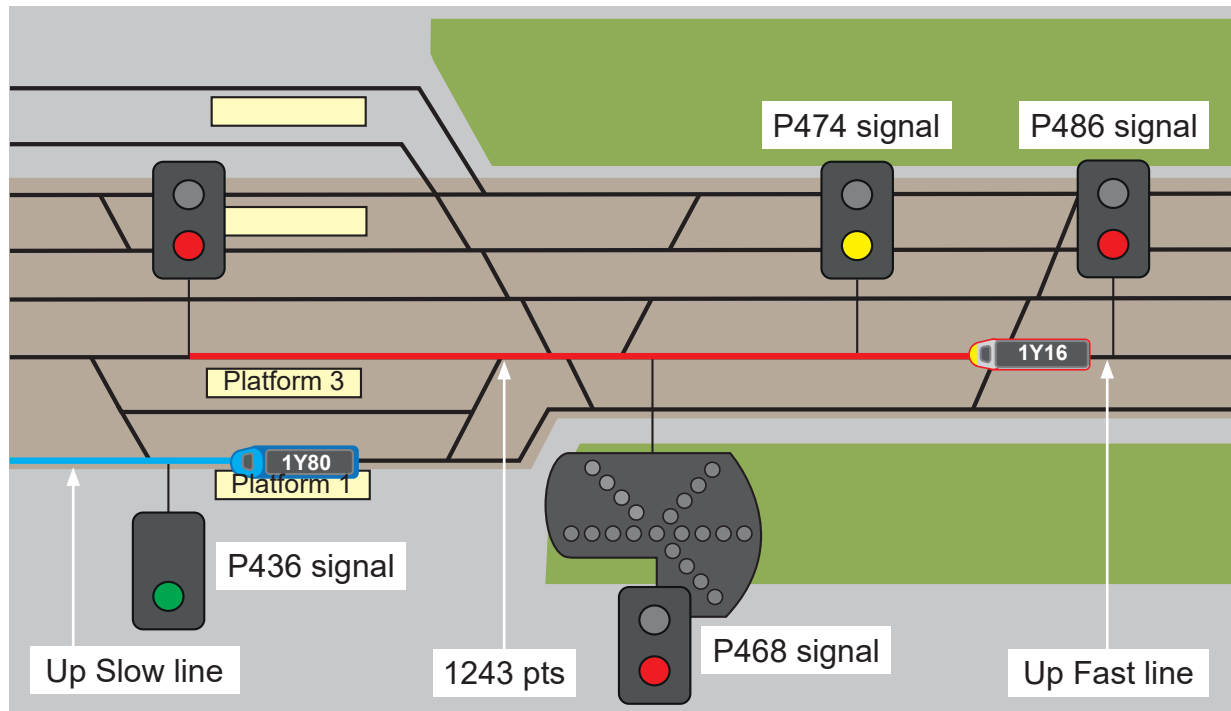 P474 signal
P486 signal
1Y16
Platform 3
1Y80
Platform 1
P436 signal
P468 signal
Up Slow line
1243 pts
Up Fast line